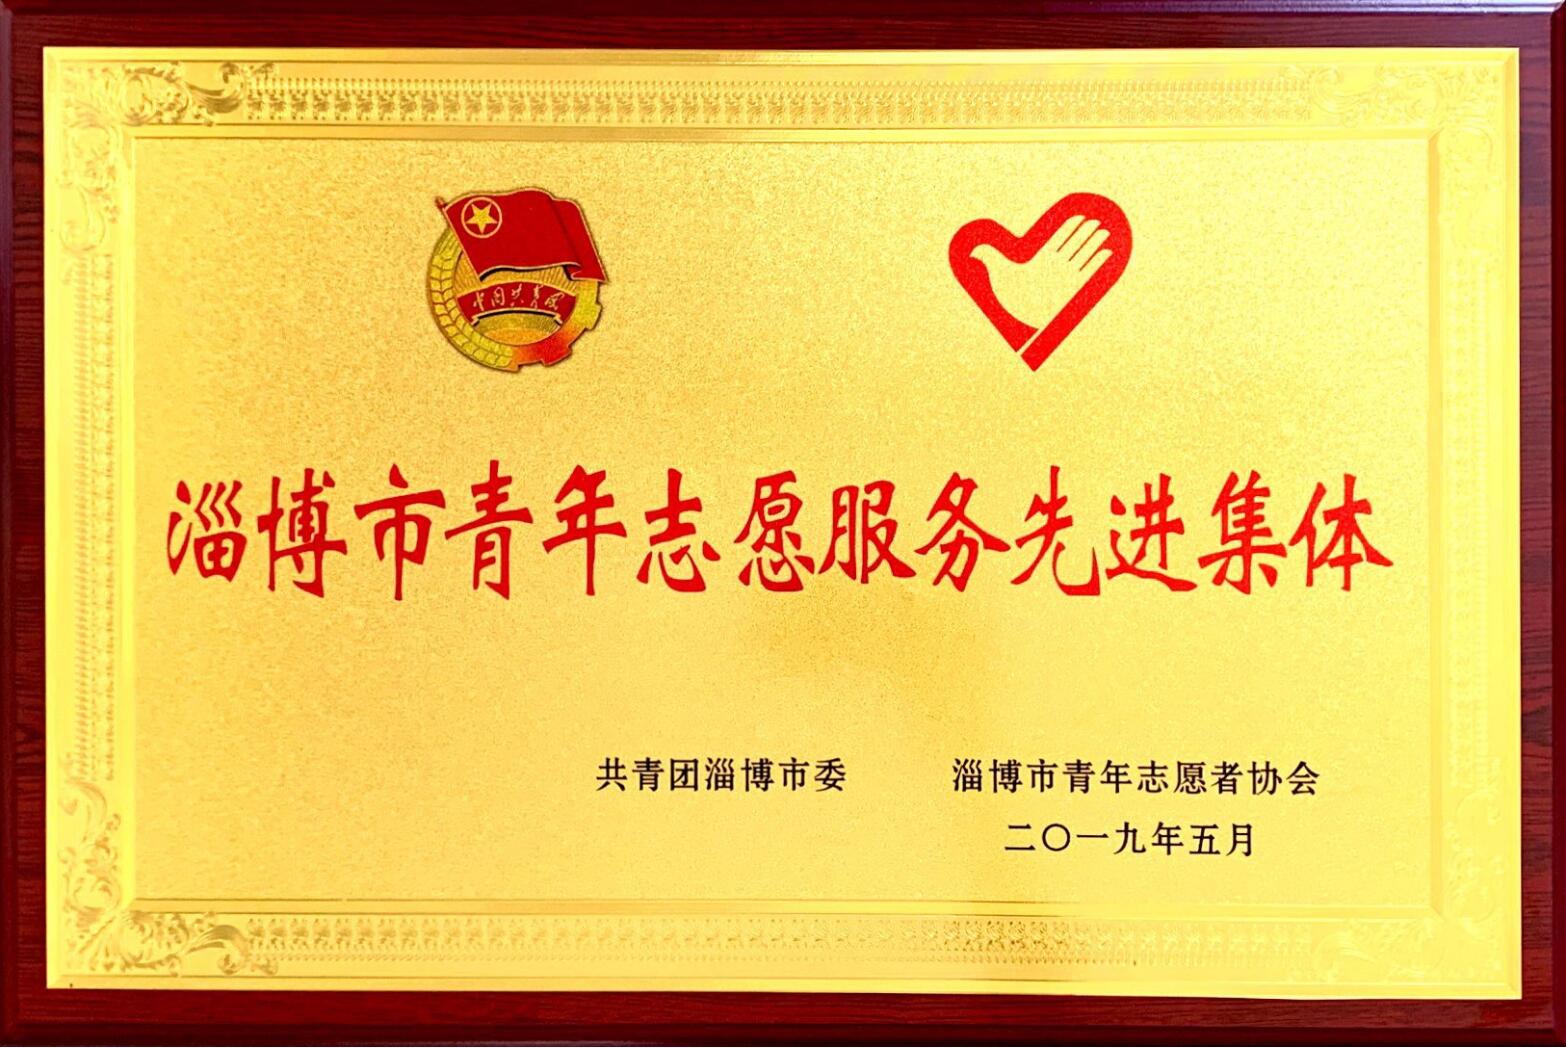 中国共青团
淄博市青年志愿服务先进集体
共青团淄博市委 淄博市青年志愿者协会
二〇一九年五月